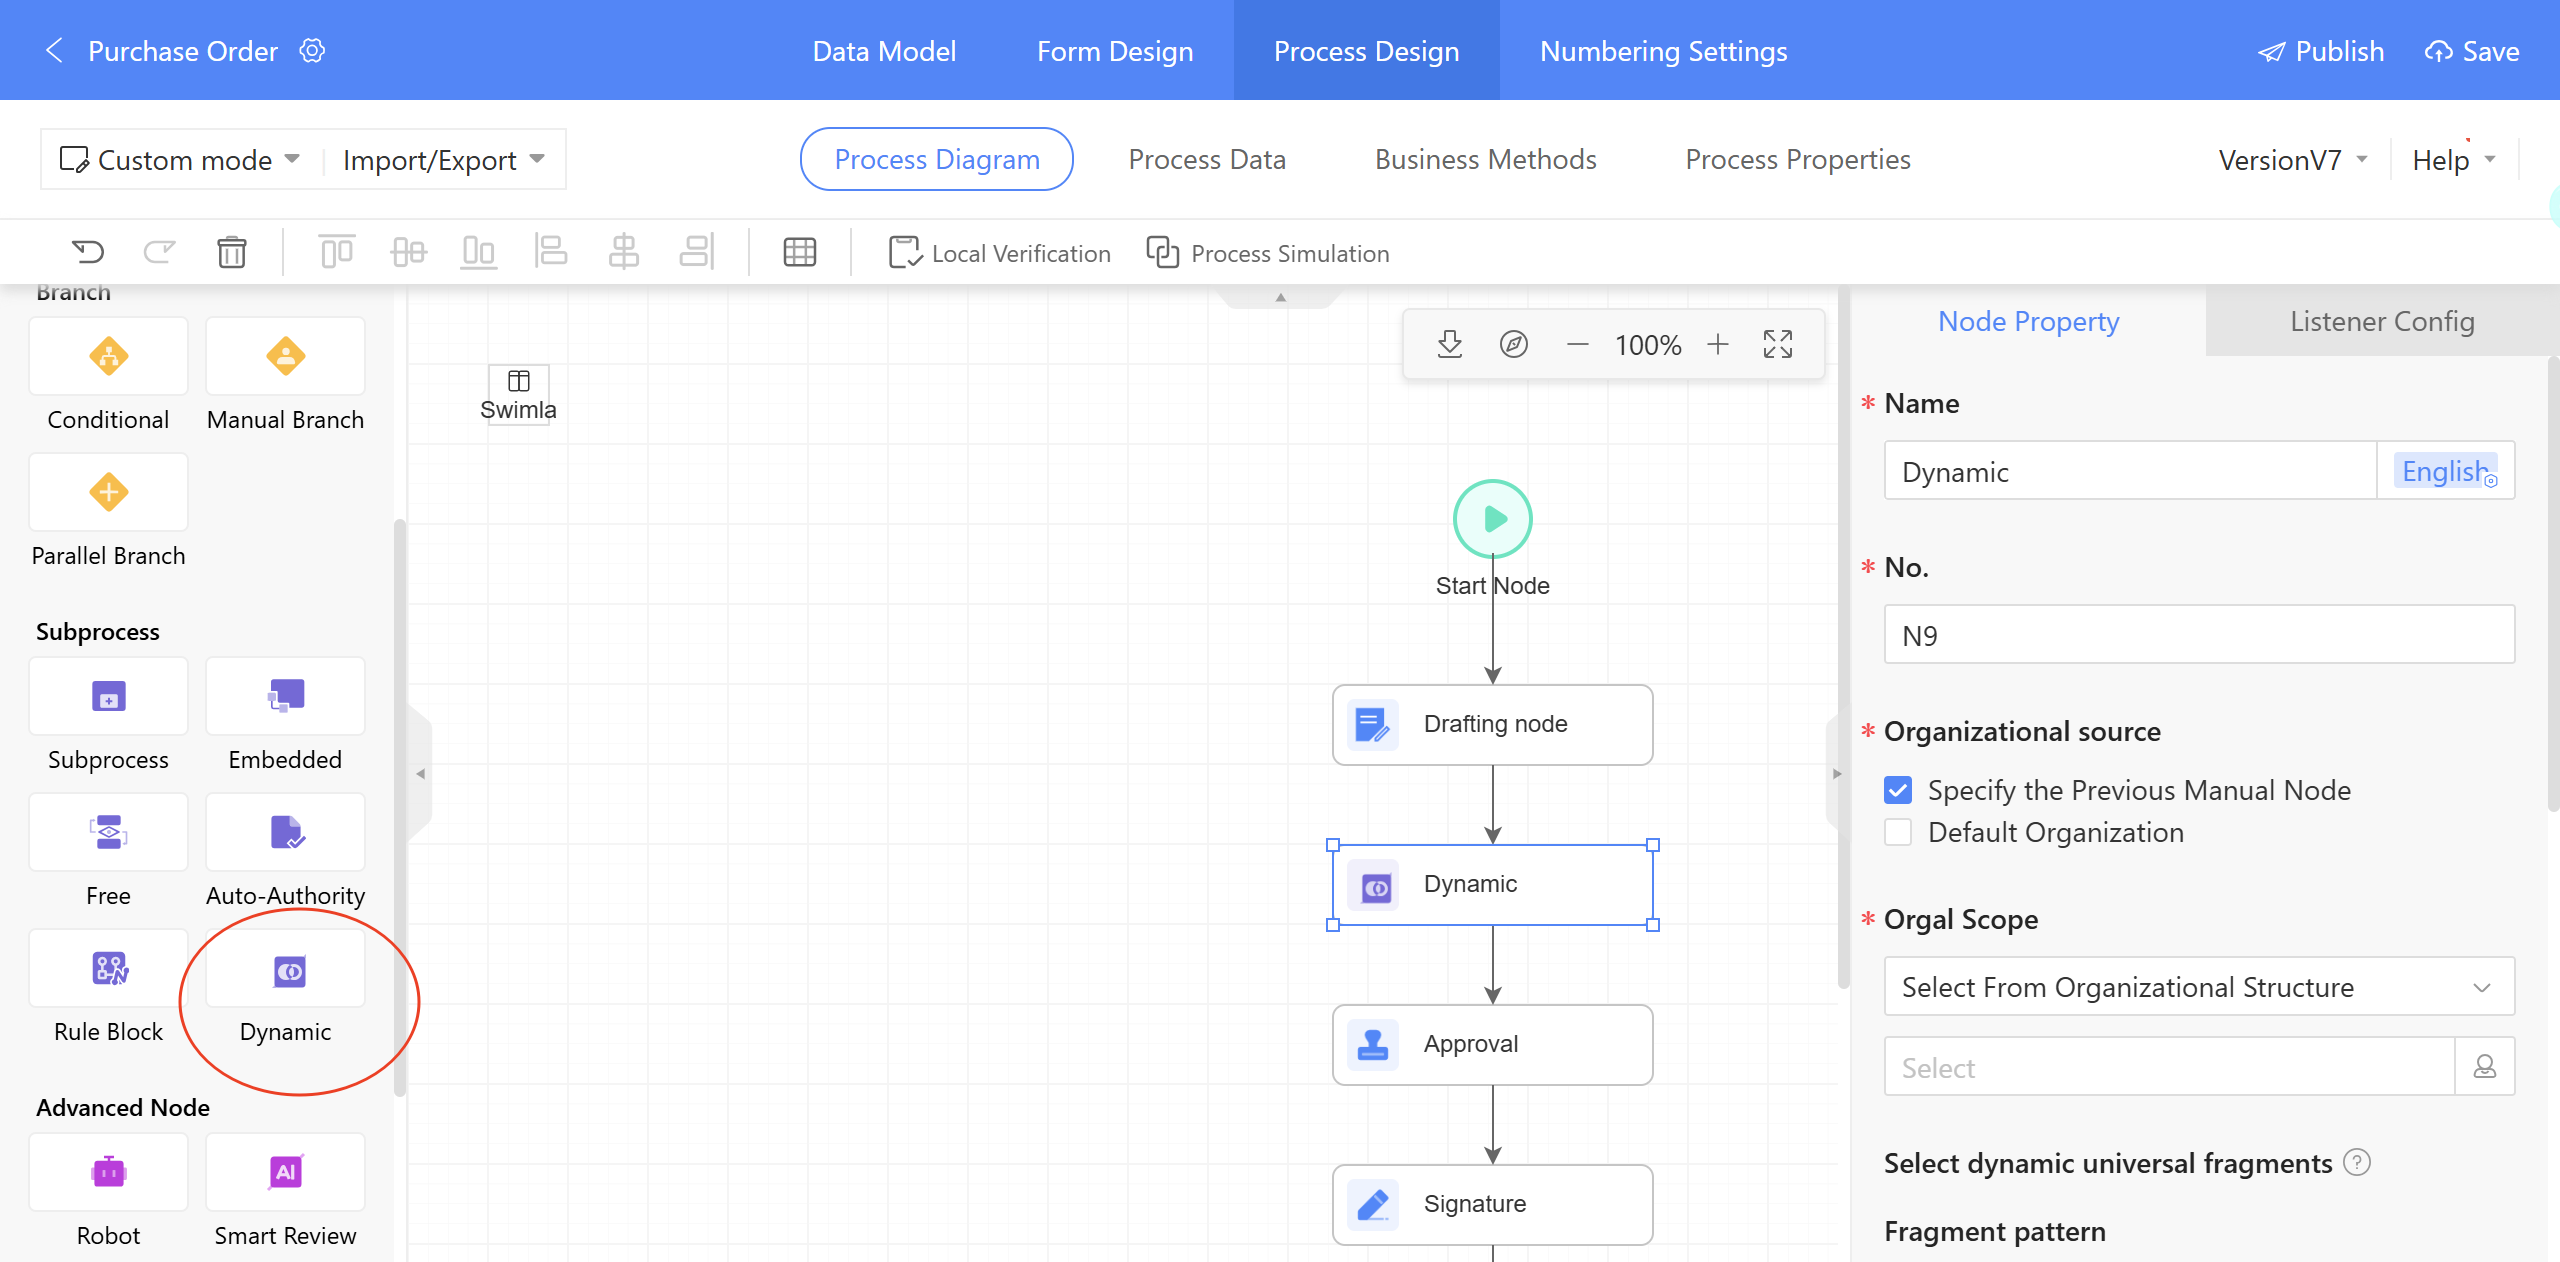 Purchase Order
Data Model
Form Design
Process Design
Numbering Settings
Publish
Save
Custom mode
Import/Export
Process Diagram
Process Data
Business Methods
Process Properties
VersionV7
Help
Local Verification
Process Simulation
Branch
Conditional
Manual Branch
Parallel Branch
Subprocess
Subprocess
Embedded
Free
Auto-Authority
Rule Block
Dynamic
Advanced Node
Robot
AI
Smart Review
Swimla
100%
Start Node
Drafting node
Dynamic
Approval
Signature
Node Property
Listener Config
* Name
Dynamic
English
* No.
N9
* Organizational source
Specify the Previous Manual Node
Default Organization
* Orgal Scope
Select From Organizational Structure
Select
Select dynamic universal fragments ?
Fragment pattern